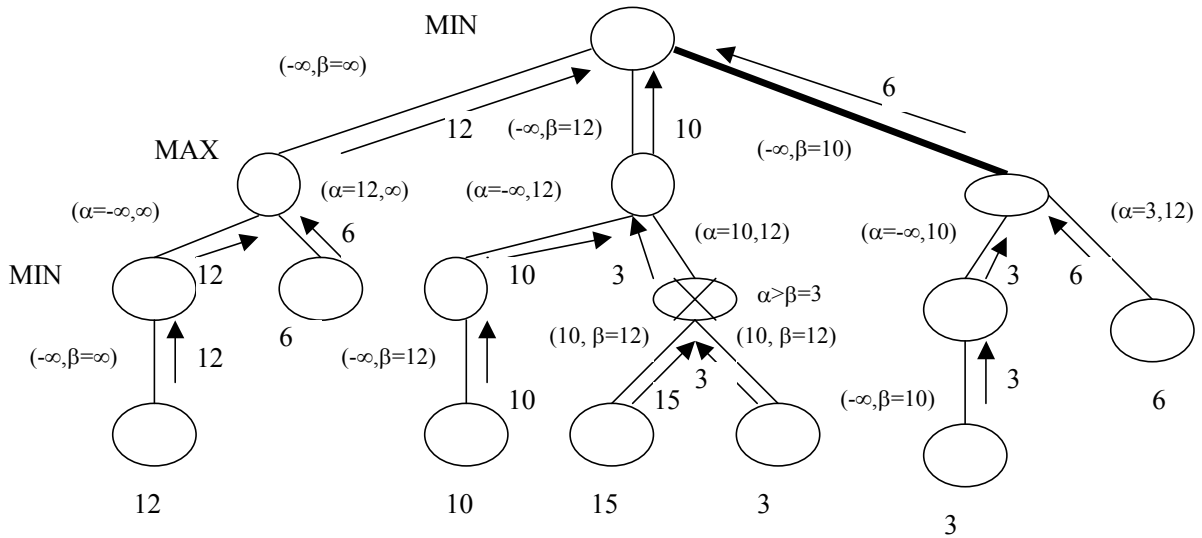 MIN
(-∞,β=∞)
6
12
(-∞,β=12)
10
(-∞,β=10)
MAX
(α=12,∞)
(α=-∞,12)
(α=-∞,∞)
(α=3,12)
6
(α=10,12)
(α=-∞,10)
MIN
12
10
3
3
6
α>β=3
6
(10, β=12)
(10, β=12)
(-∞,β=∞)
12
(-∞,β=12)
3
3
10
15
(-∞,β=10)
6
12
10
15
3
3